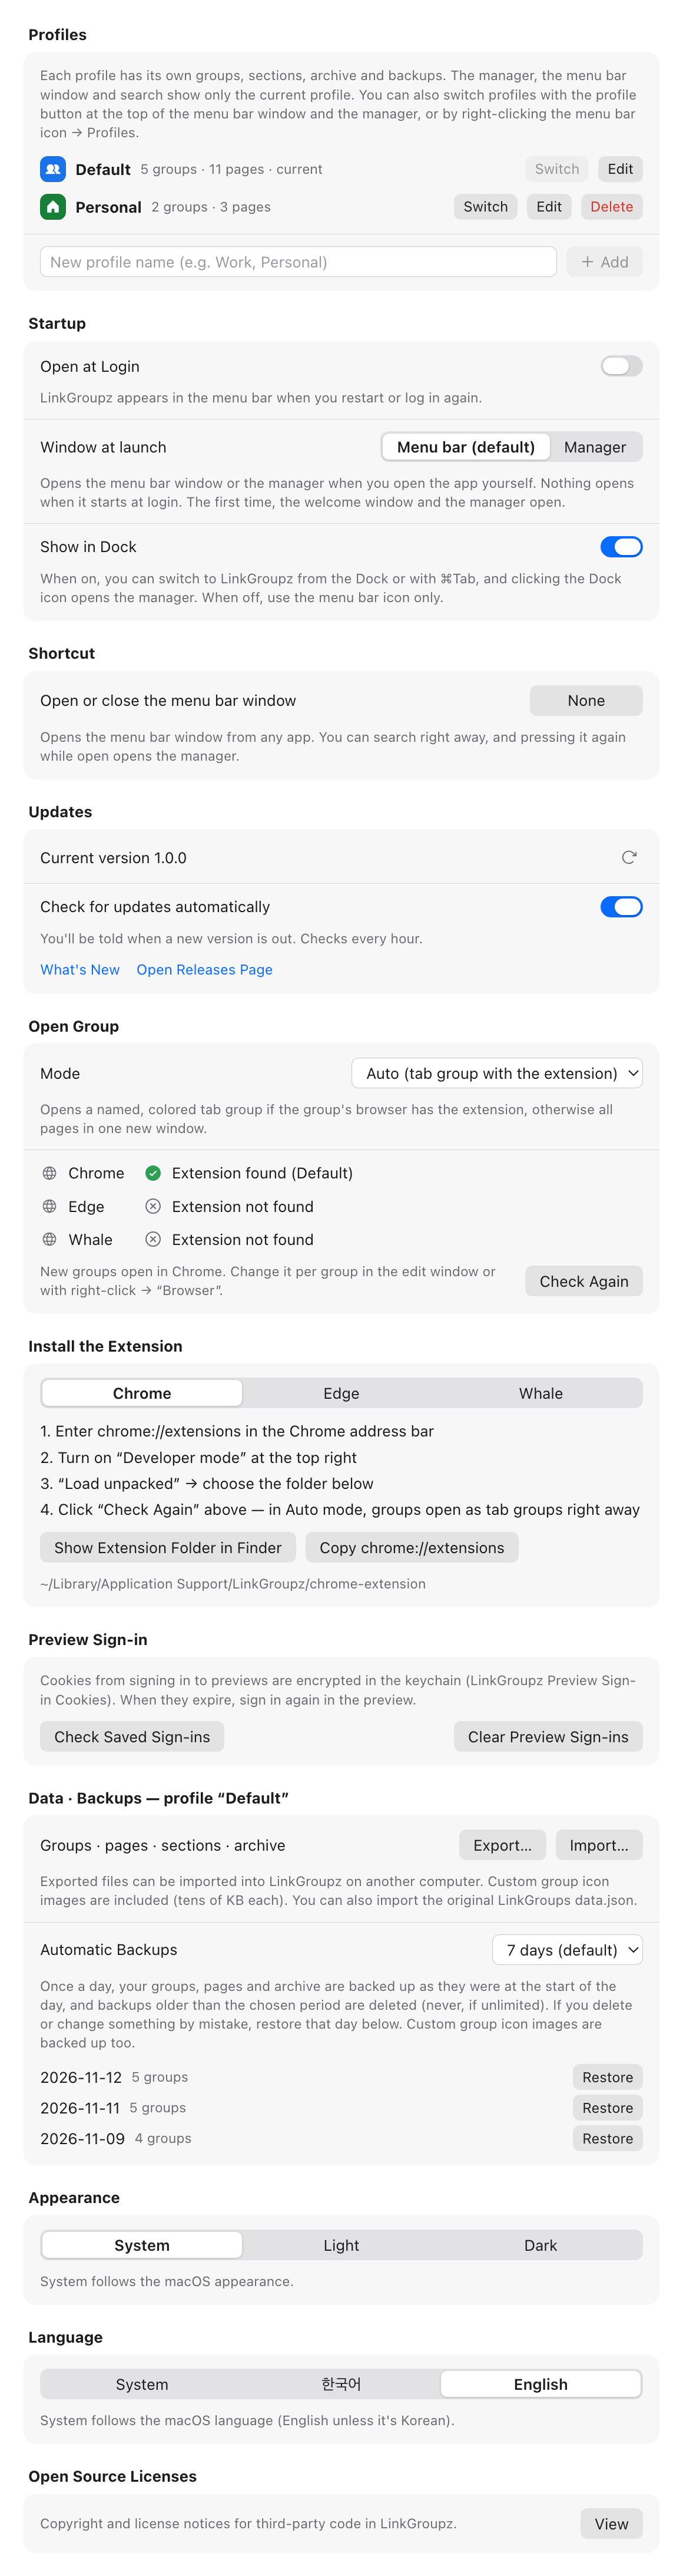 Profiles
Each profile has its own groups, sections, archive and backups. The manager, the menu bar
window and search show only the current profile. You can also switch profiles with the profile
button at the top of the menu bar window and the manager, or by right-clicking the menu bar
icon → Profiles.
Default 5 groups · 11 pages · current Switch Edit
Personal 2 groups · 3 pages Switch Edit Delete
New profile name (e.g. Work, Personal) + Add
Startup
Open at Login
LinkGroupz appears in the menu bar when you restart or log in again.
Window at launch Menu bar (default) Manager
Opens the menu bar window or the manager when you open the app yourself. Nothing opens
when it starts at login. The first time, the welcome window and the manager open.
Show in Dock
When on, you can switch to LinkGroupz from the Dock or with ⌘Tab, and clicking the Dock
icon opens the manager. When off, use the menu bar icon only.
Shortcut
Open or close the menu bar window None
Opens the menu bar window from any app. You can search right away, and pressing it again
while open opens the manager.
Updates
Current version 1.0.0
Check for updates automatically
You'll be told when a new version is out. Checks every hour.
What's New Open Releases Page
Open Group
Mode Auto (tab group with the extension)
Opens a named, colored tab group if the group's browser has the extension, otherwise all
pages in one new window.
Chrome Extension found (Default)
Edge Extension not found
Whale Extension not found
New groups open in Chrome. Change it per group in the edit window or
with right-click → “Browser”.
Check Again
Install the Extension
Chrome Edge Whale
1. Enter chrome://extensions in the Chrome address bar
2. Turn on “Developer mode” at the top right
3. “Load unpacked” → choose the folder below
4. Click “Check Again” above — in Auto mode, groups open as tab groups right away
Show Extension Folder in Finder Copy chrome://extensions
~/Library/Application Support/LinkGroupz/chrome-extension
Preview Sign-in
Cookies from signing in to previews are encrypted in the keychain (LinkGroupz Preview Sign-
in Cookies). When they expire, sign in again in the preview.
Check Saved Sign-ins Clear Preview Sign-ins
Data · Backups — profile “Default”
Groups · pages · sections · archive Export... Import...
Exported files can be imported into LinkGroupz on another computer. Custom group icon
images are included (tens of KB each). You can also import the original LinkGroups data.json.
Automatic Backups 7 days (default)
Once a day, your groups, pages and archive are backed up as they were at the start of the
day, and backups older than the chosen period are deleted (never, if unlimited). If you delete
or change something by mistake, restore that day below. Custom group icon images are
backed up too.
2026-11-12 5 groups Restore
2026-11-11 5 groups Restore
2026-11-09 4 groups Restore
Appearance
System Light Dark
System follows the macOS appearance.
Language
System 한국어 English
System follows the macOS language (English unless it's Korean).
Open Source Licenses
Copyright and license notices for third-party code in LinkGroupz. View